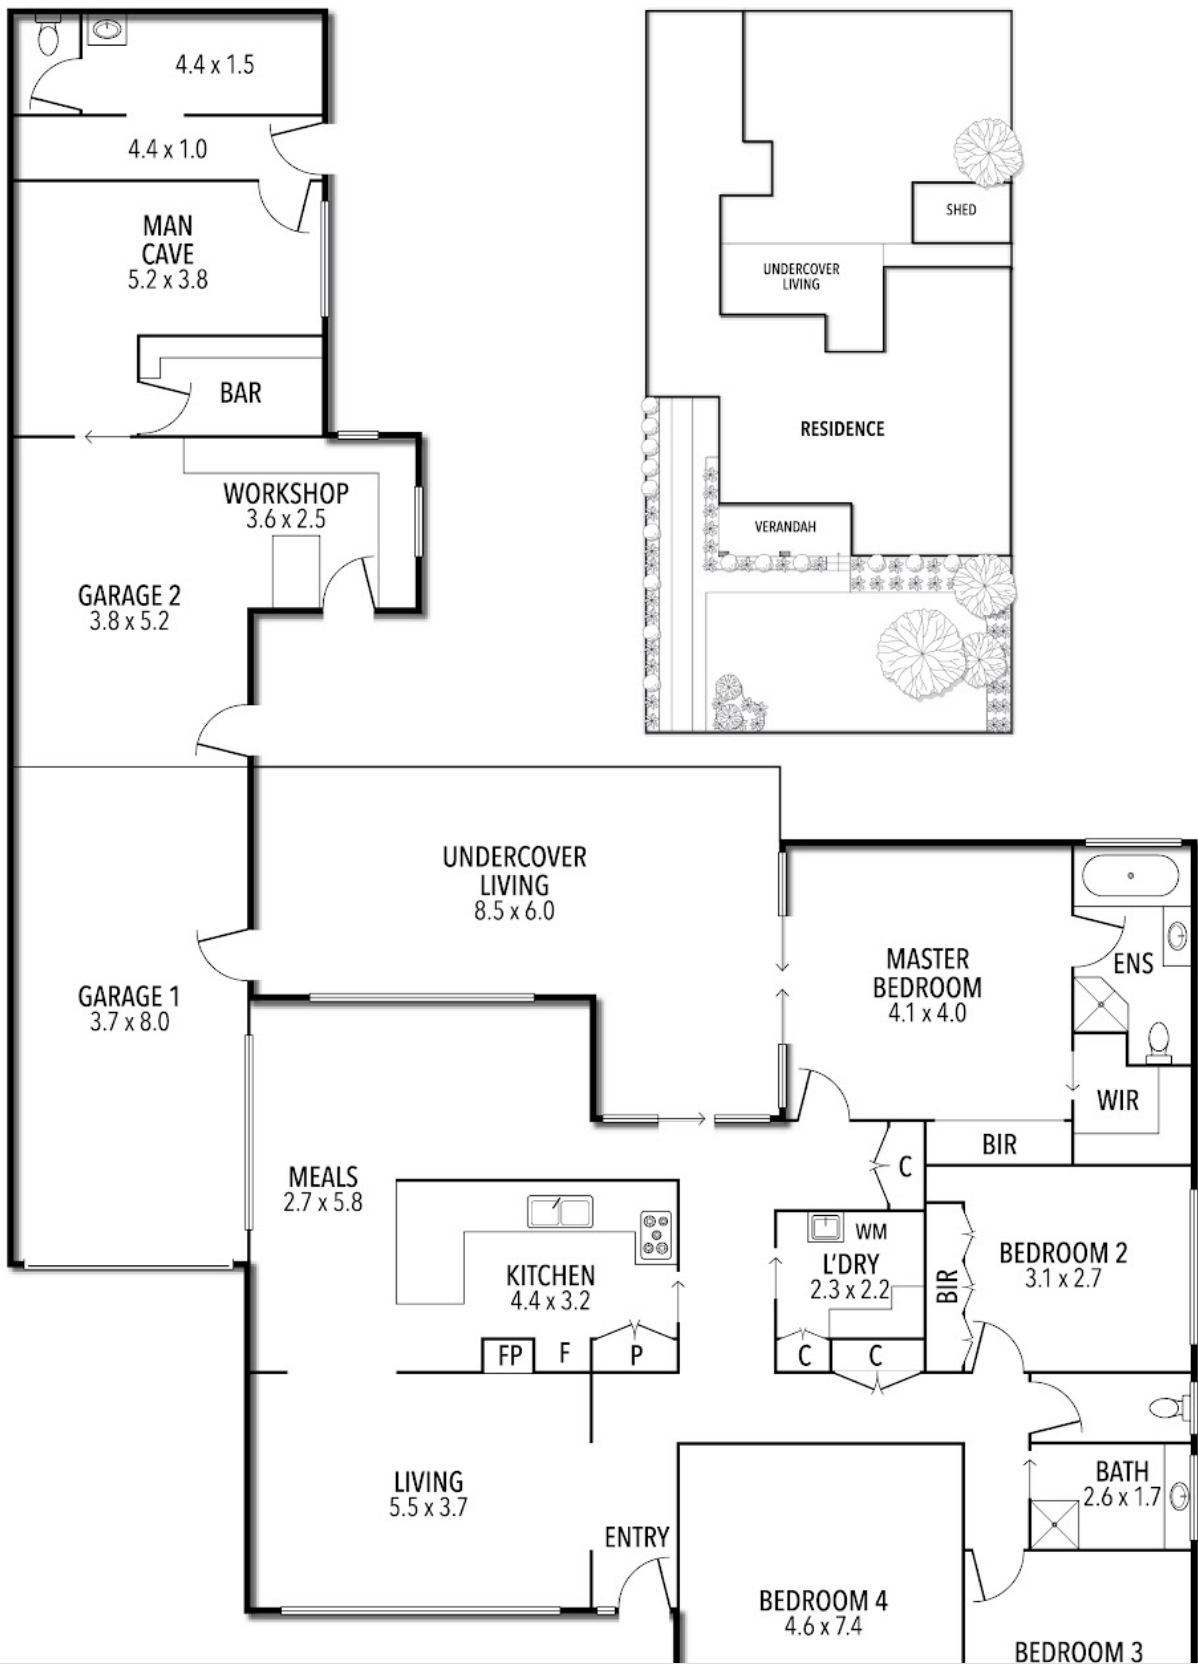 4.4 x 1.5
4.4 x 1.0
MAN
CAVE
5.2 x 3.8
BAR
WORKSHOP
3.6 x 2.5
GARAGE 2
3.8 x 5.2
SHED
UNDERCOVER
LIVING
RESIDENCE
VERANDAH
UNDERCOVER
LIVING
8.5 x 6.0
GARAGE 1
3.7 x 8.0
MASTER
BEDROOM
4.1 x 4.0
ENS
WIR
BIR
C
MEALS
2.7 x 5.8
KITCHEN
4.4 x 3.2
FP
F
P
WM
L'DRY
2.3 x 2.2
C
C
BIR
BEDROOM 2
3.1 x 2.7
LIVING
5.5 x 3.7
ENTRY
BATH
2.6 x 1.7
BEDROOM 4
4.6 x 7.4
BEDROOM 3